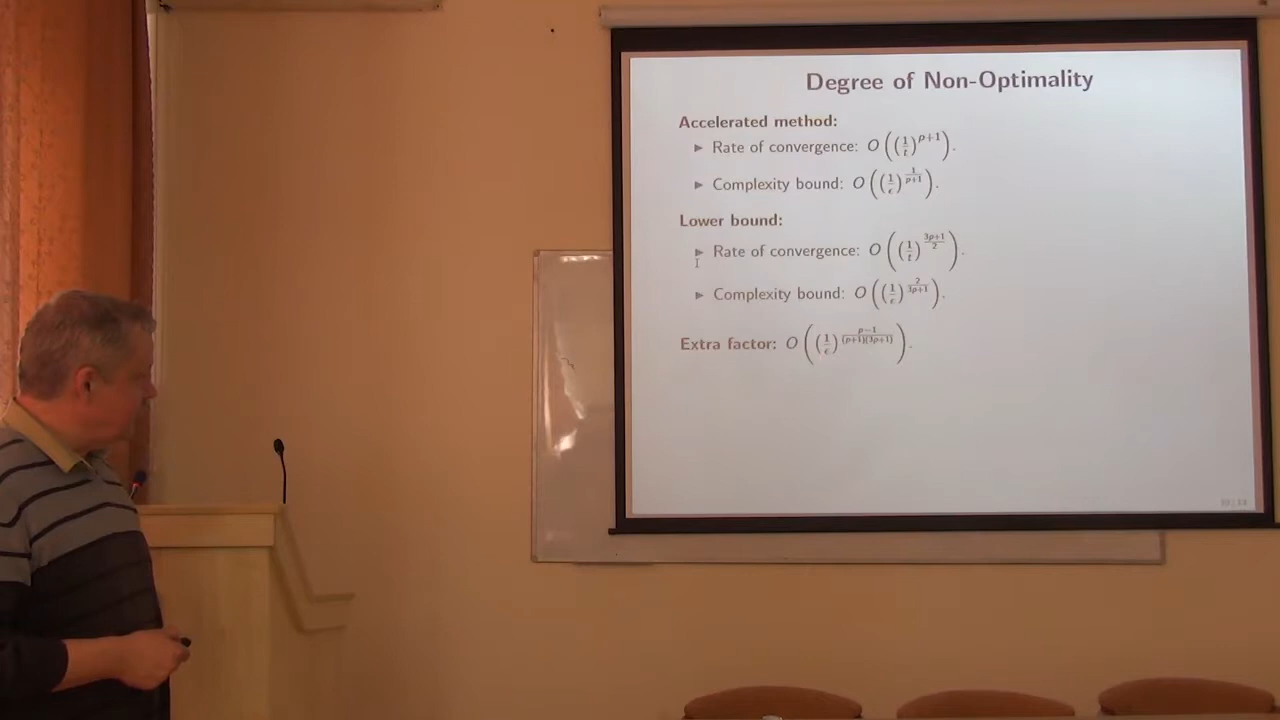 Degree of Non-Optimality
Accelerated method:
▶ Rate of convergence: O((1/t)^{p+1}).
▶ Complexity bound: O((1/ϵ)^{1/(p+1)}).
Lower bound:
▶ Rate of convergence: O((1/t)^{(3p+1)/2}).
▶ Complexity bound: O((1/ϵ)^{2/(3p+1)}).
Extra factor: O((1/ϵ)^{(p−1)/((p+1)(3p+1))}).